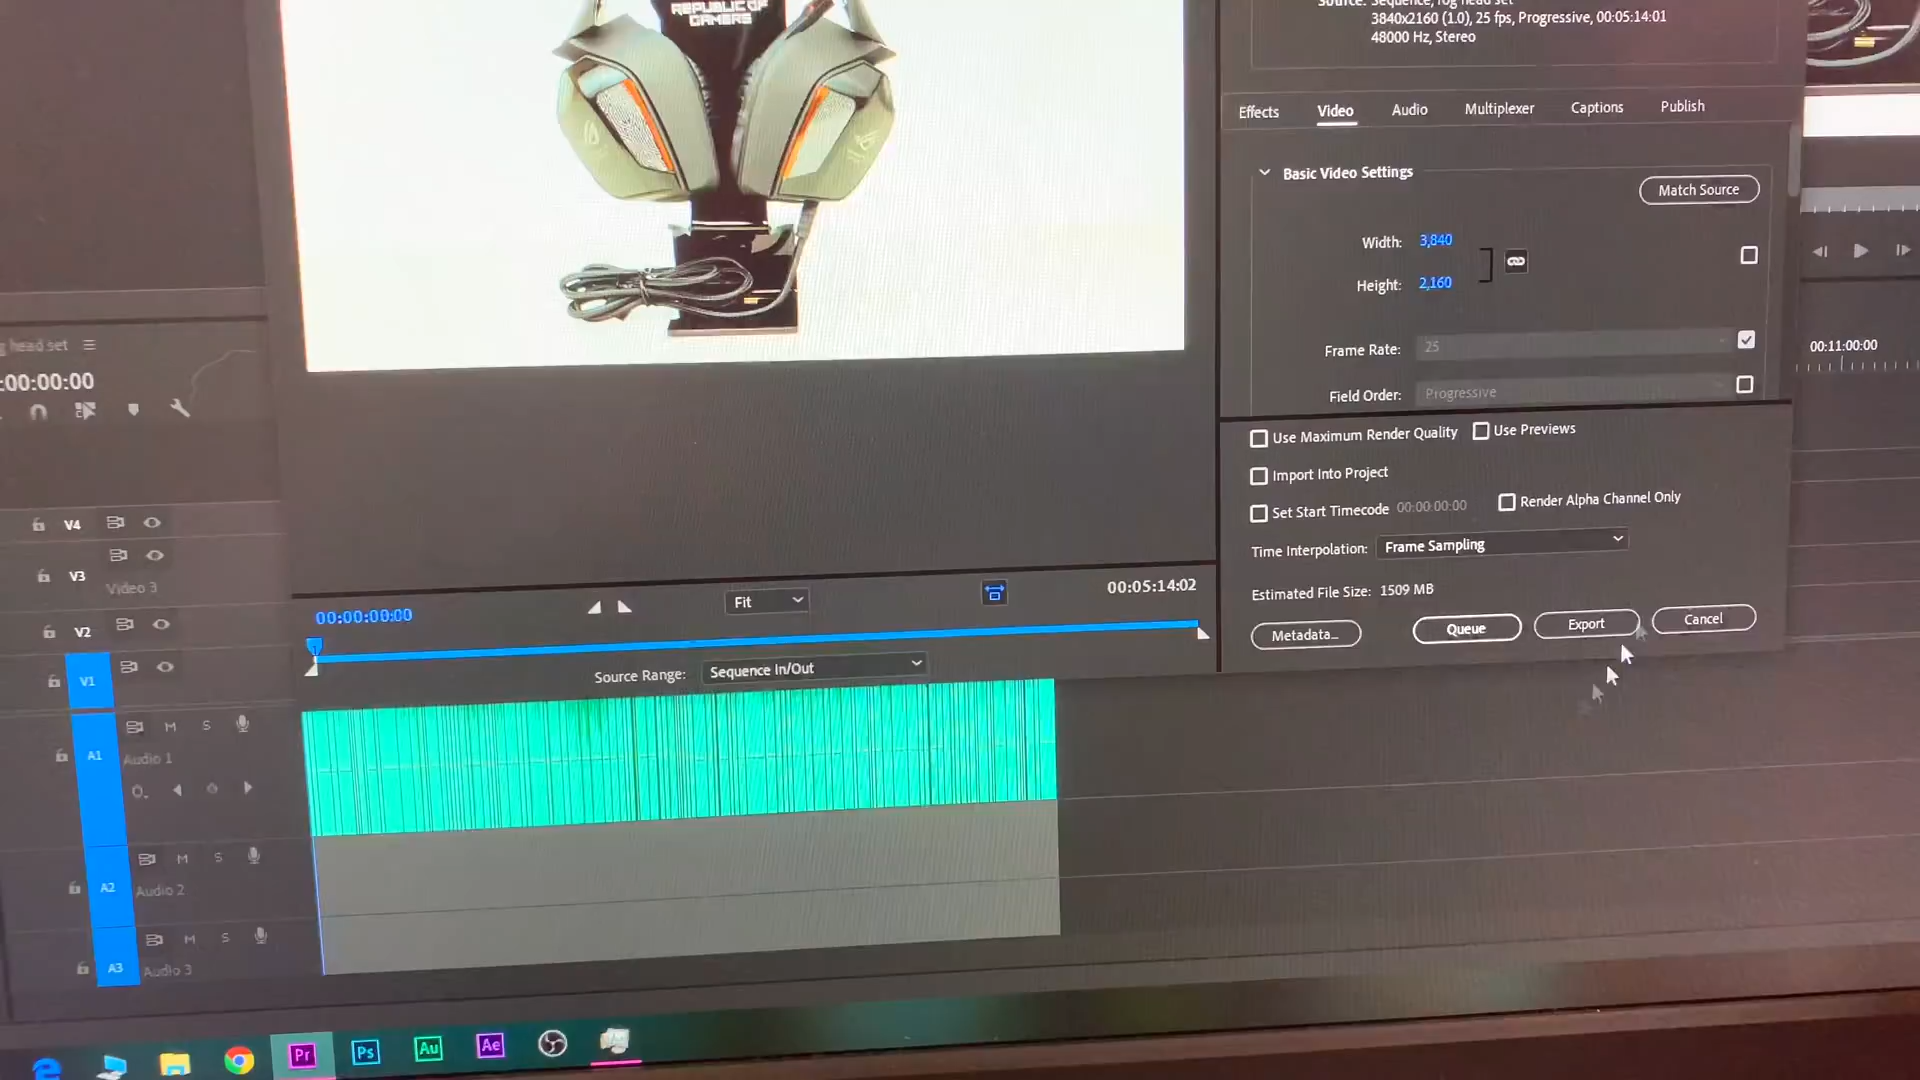 REPUBLIC OF
GAMERS
Source: Sequence, rog head set
3840x2160 (1.0), 25 fps, Progressive, 00:05:14:01
48000 Hz, Stereo
Effects
Video
Audio
Multiplexer
Captions
Publish
Basic Video Settings
Match Source
Width: 3,840
Height: 2,160
Frame Rate: 25
Field Order: Progressive
00:11:00:00
Use Maximum Render Quality
Use Previews
Import Into Project
Set Start Timecode 00:00:00:00
Render Alpha Channel Only
Time Interpolation: Frame Sampling
Estimated File Size: 1509 MB
Metadata...
Queue
Export
Cancel
g head set
:00:00:00
00:00:00:00
Fit
00:05:14:02
Source Range: Sequence In/Out
V4
V3
Video 3
V2
V1
A1
M
S
Audio 1
0.
A2
M
S
Audio 2
A3
M
S
Audio 3
Pr
Ps
Au
Ae